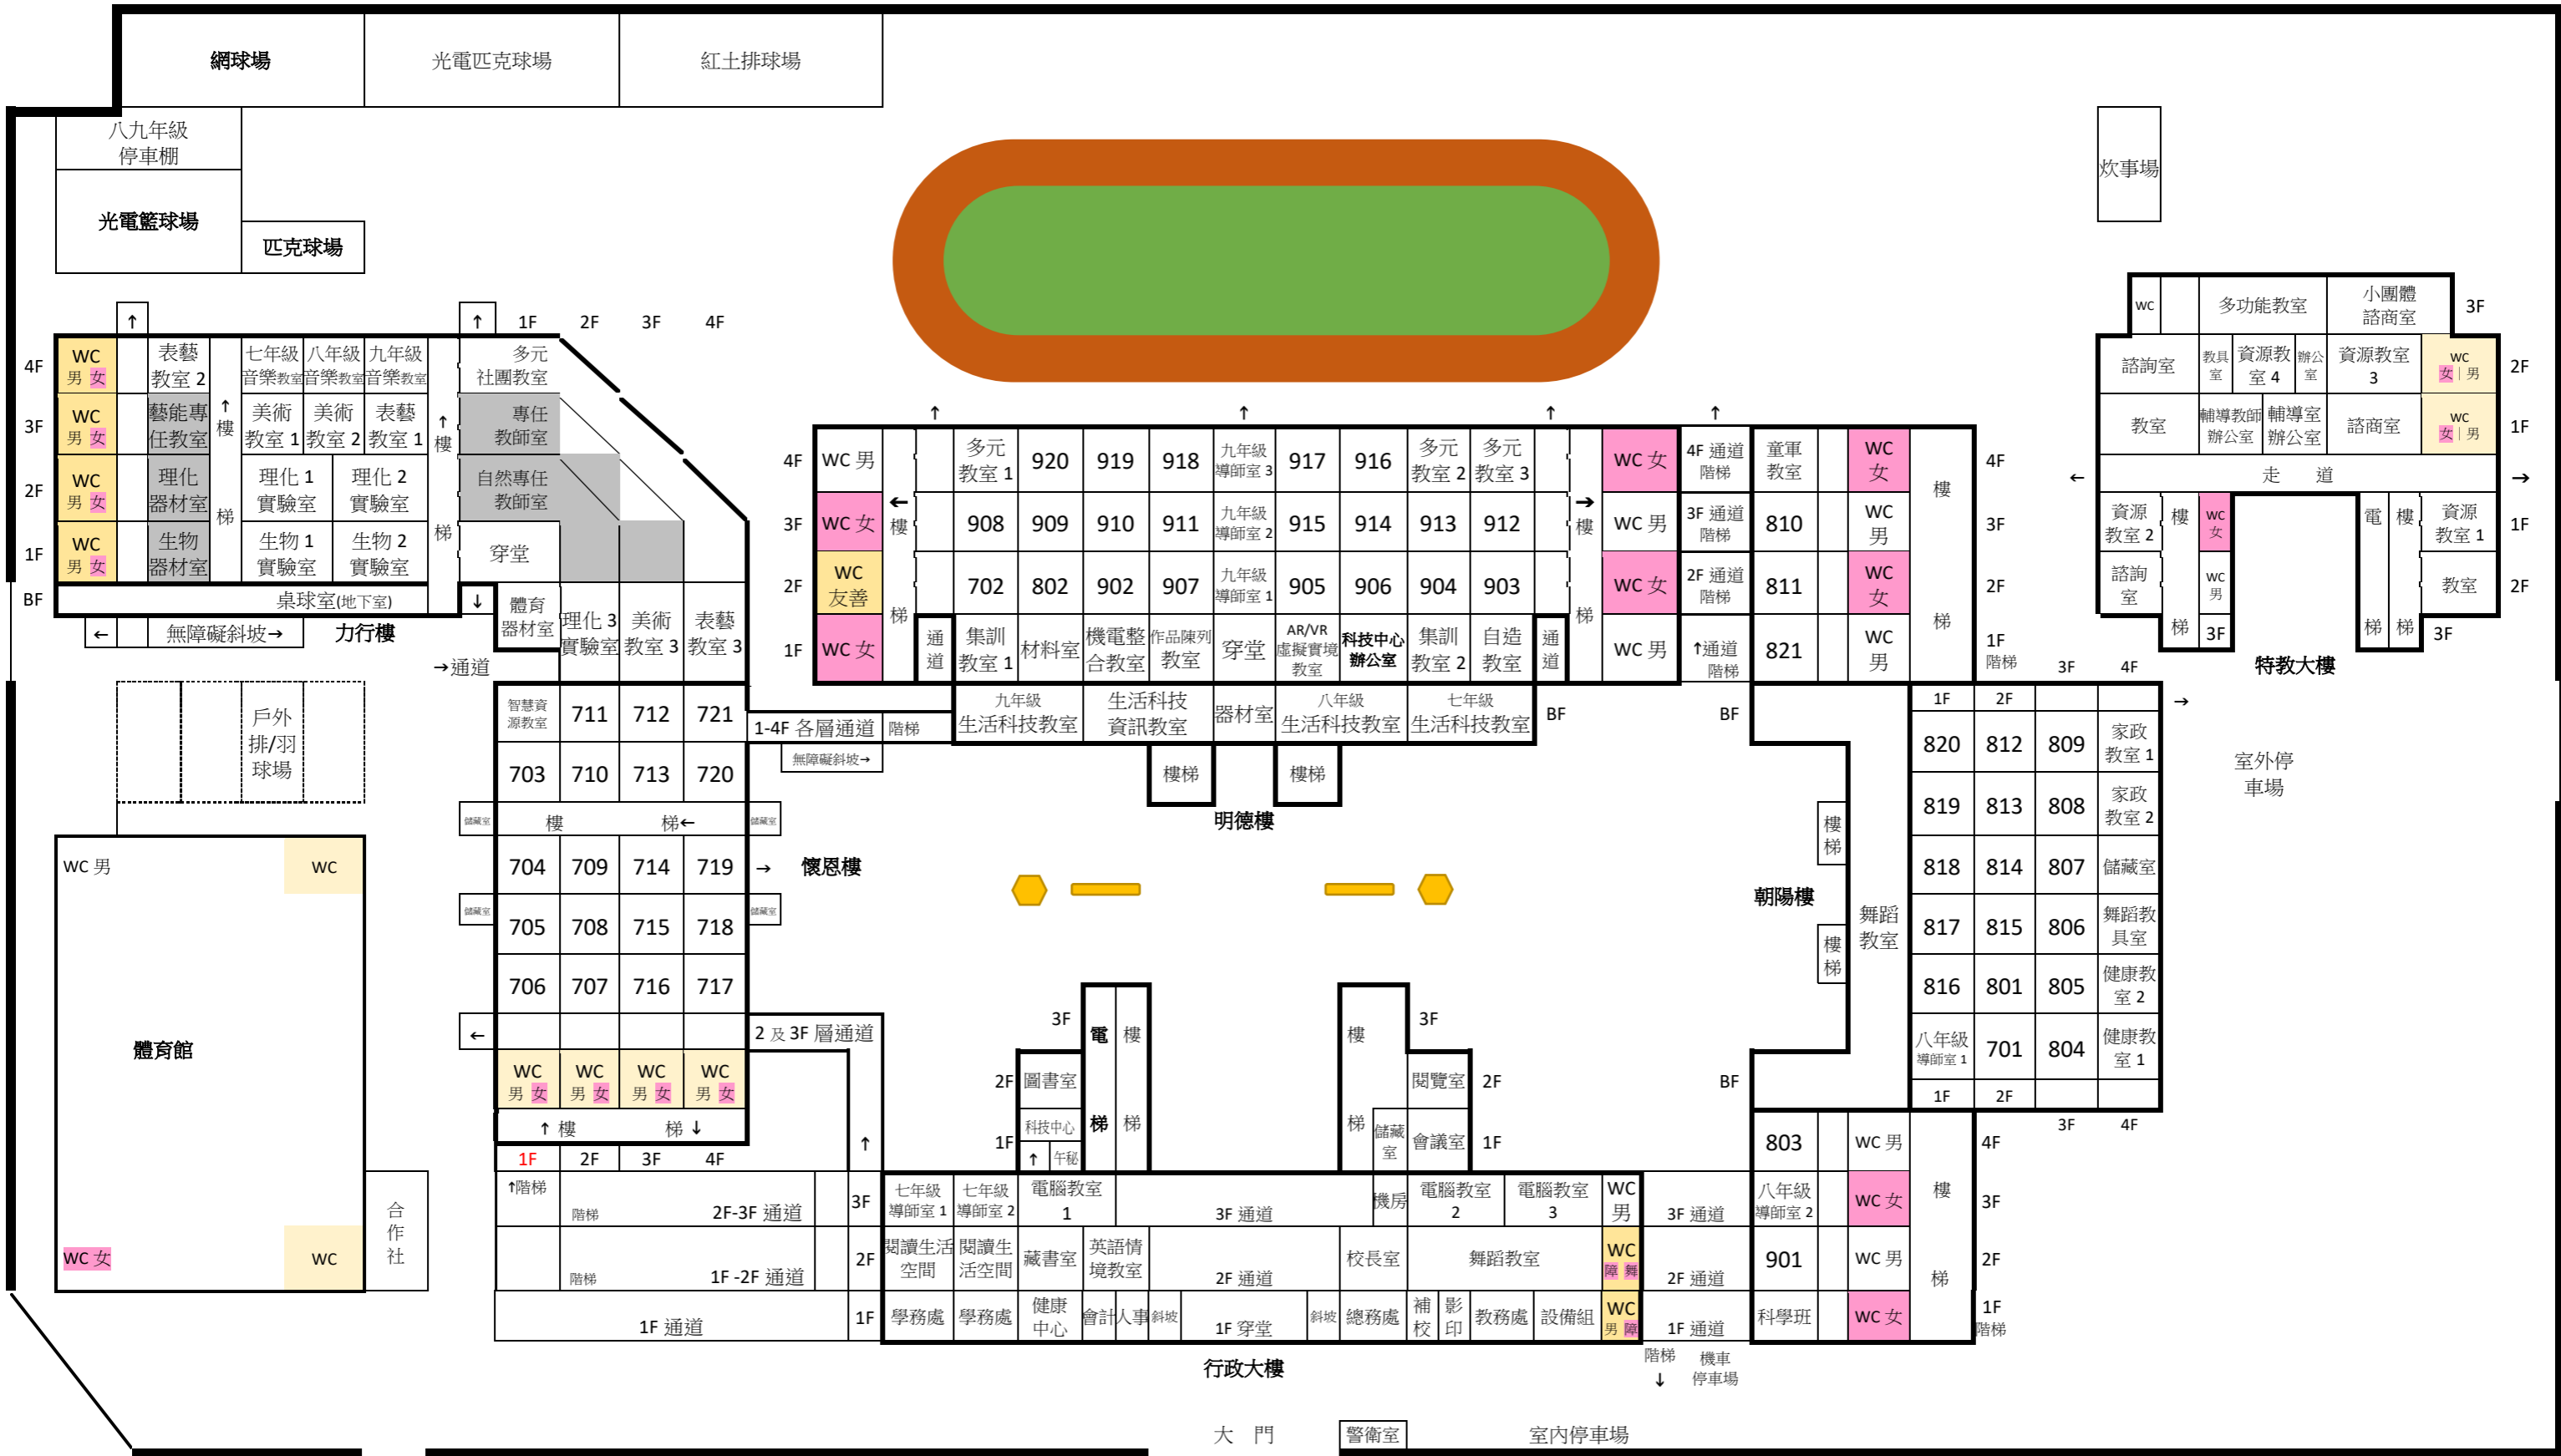 網球場
光電匹克球場
紅土排球場
八九年級
停車棚
光電籃球場
匹克球場
炊事場
↑
↑ 1F 2F 3F 4F
4F
WC
男 女
表藝
教室 2
七年級
音樂教室
八年級
音樂教室
九年級
音樂教室
多元
社團教室
3F
WC
男 女
藝能專
任教室
↑
樓
梯
美術
教室 1
美術
教室 2
表藝
教室 1
↑
樓
梯
專任
教師室
2F
WC
男 女
理化
器材室
理化 1
實驗室
理化 2
實驗室
自然專任
教師室
1F
WC
男 女
生物
器材室
生物 1
實驗室
生物 2
實驗室
穿堂
BF
桌球室(地下室)
↓
體育
器材室
理化 3
實驗室
美術
教室 3
表藝
教室 3
←
無障礙斜坡→
力行樓
→通道
戶外
排/羽
球場
智慧資
源教室
711 712 721
703 710 713 720
儲藏室
樓 梯←
儲藏室
704 709 714 719 →
懷恩樓
儲藏室
儲藏室
705 708 715 718
706 707 716 717
←
2 及 3F 層通道
WC
男 女
WC
男 女
WC
男 女
WC
男 女
↑ 樓 梯 ↓
1F 2F 3F 4F
↑
1-4F 各層通道
階梯
無障礙斜坡→
WC 男
WC
體育館
WC 女
WC
合
作
社
↑階梯
階梯
2F-3F 通道
階梯
1F -2F 通道
1F 通道
↑ ↑ ↑ ↑
4F
WC 男
多元
教室 1
920 919 918
九年級
導師室 3
917 916
多元
教室 2
多元
教室 3
WC 女
4F 通道
階梯
童軍
教室
WC
女
4F
3F
WC 女
←
樓
梯
908 909 910 911
九年級
導師室 2
915 914 913 912
→
樓
梯
WC 男
3F 通道
階梯
810
WC
男
樓
梯
3F
2F
WC
友善
702 802 902 907
九年級
導師室 1
905 906 904 903
WC 女
2F 通道
階梯
811
WC
女
2F
1F
WC 女
通
道
集訓
教室 1
材料室
機電整
合教室
作品陳列
教室
穿堂
AR/VR
虛擬實境
教室
科技中心
辦公室
集訓
教室 2
自造
教室
通
道
WC 男
↑通道
階梯
821
WC
男
1F
階梯
九年級
生活科技教室
生活科技
資訊教室
器材室
八年級
生活科技教室
七年級
生活科技教室
BF
BF
樓梯
樓梯
明德樓
WC
多功能教室
小團體
諮商室
3F
諮詢室
教具
室
資源教
室 4
辦公
室
資源教室
3
WC
女｜男
2F
教室
輔導教師
辦公室
輔導室
辦公室
諮商室
WC
女｜男
1F
←
走 道
→
資源
教室 2
樓
梯
WC
女
電
梯
樓
梯
資源
教室 1
1F
諮詢
室
WC
男
教室
2F
3F
3F
特教大樓
3F 4F
1F 2F
→
820 812 809
家政
教室 1
819 813 808
家政
教室 2
818 814 807
儲藏室
817 815 806
舞蹈教
具室
816 801 805
健康教
室 2
八年級
導師室 1
701 804
健康教
室 1
1F 2F
3F 4F
室外停
車場
樓
梯
朝陽樓
樓
梯
舞蹈
教室
BF
803
WC 男
4F
八年級
導師室 2
WC 女
樓
梯
3F
901
WC 男
2F
科學班
WC 女
1F
階梯
3F
電
梯
樓
梯
樓
梯
3F
2F
圖書室
閱覽室
2F
1F
科技中心
↑
午秘
儲藏
室
會議室
1F
3F
七年級
導師室 1
七年級
導師室 2
電腦教室
1
3F 通道
機房
電腦教室
2
電腦教室
3
WC
男
3F 通道
2F
閱讀生活
空間
閱讀生
活空間
藏書室
英語情
境教室
2F 通道
校長室
舞蹈教室
WC
障 舞
2F 通道
1F
學務處
學務處
健康
中心
會計
人事
斜坡
1F 穿堂
斜坡
總務處
補
校
影
印
教務處
設備組
WC
男 障
1F 通道
行政大樓
階梯
↓
機車
停車場
大 門
警衛室
室內停車場